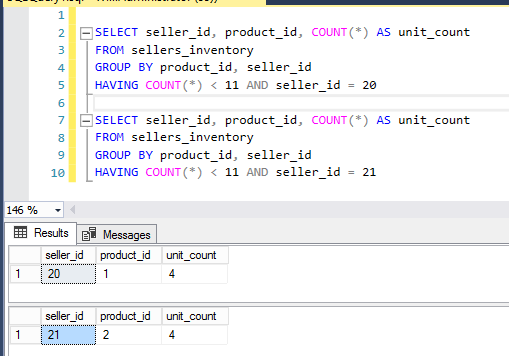 1
2 SELECT seller_id, product_id, COUNT(*) AS unit_count
3 FROM sellers_inventory
4 GROUP BY product_id, seller_id
5 HAVING COUNT(*) < 11 AND seller_id = 20
6
7 SELECT seller_id, product_id, COUNT(*) AS unit_count
8 FROM sellers_inventory
9 GROUP BY product_id, seller_id
10 HAVING COUNT(*) < 11 AND seller_id = 21
146 %
Results Messages
seller_id product_id unit_count
1 20 1 4
seller_id product_id unit_count
1 21 2 4